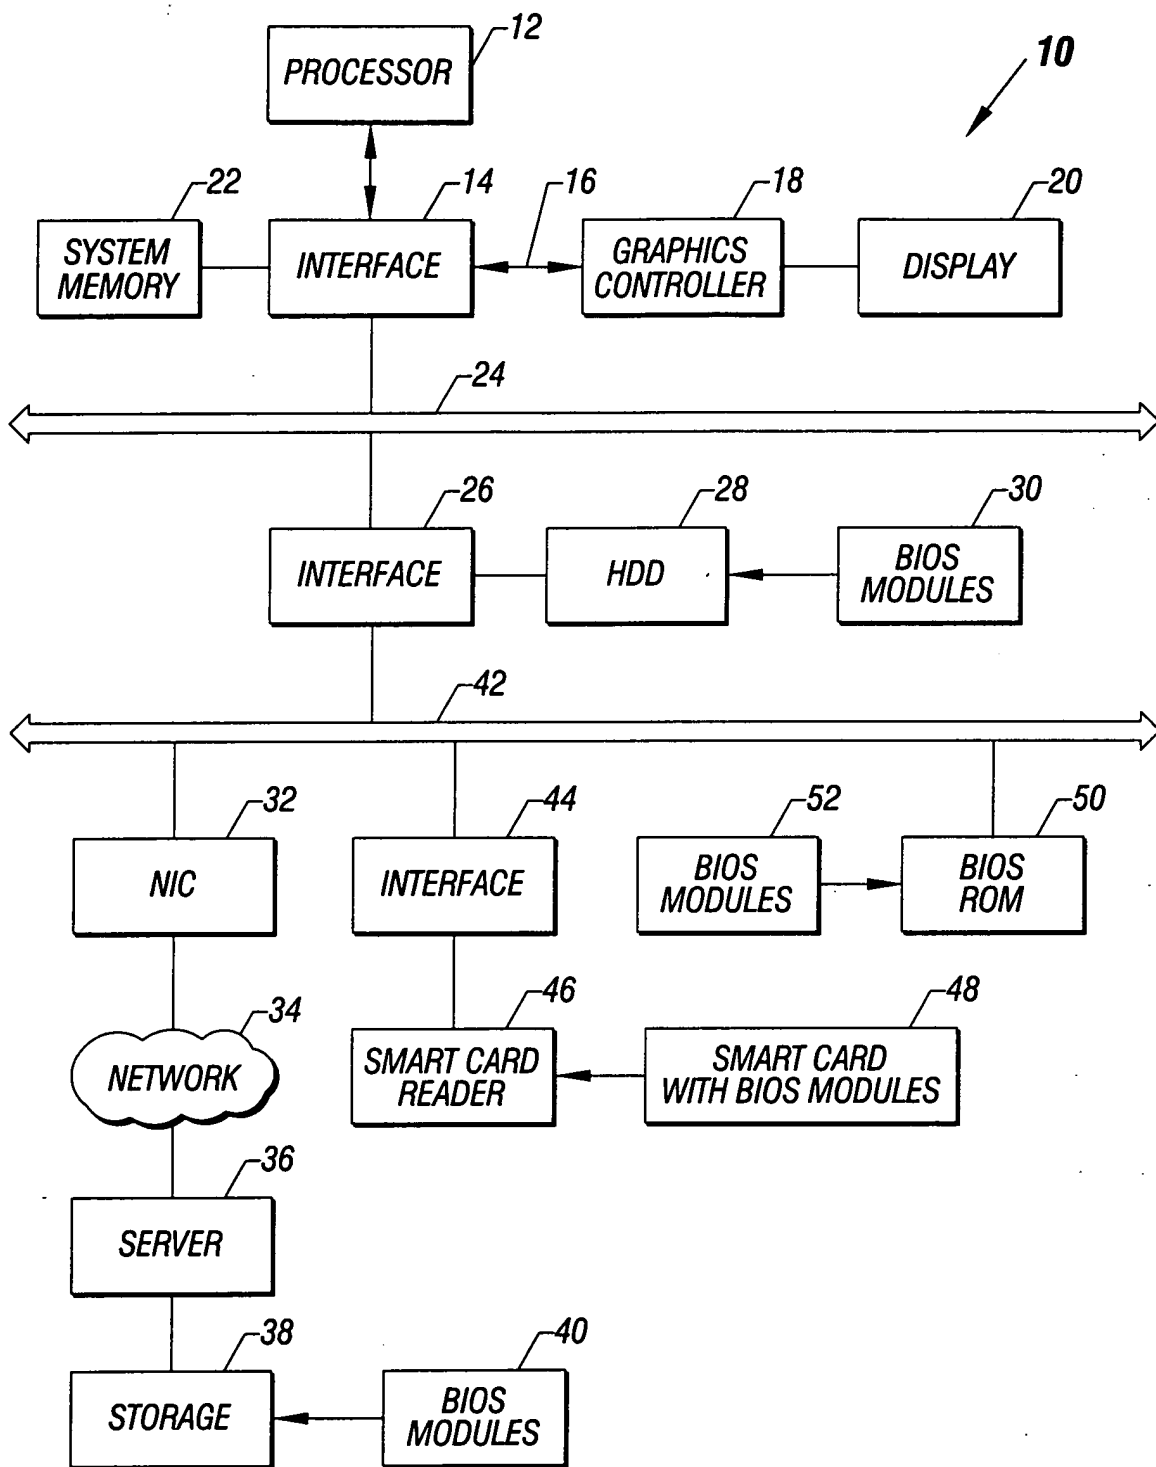 12
PROCESSOR
10
22
14
16
18
20
SYSTEM
MEMORY
INTERFACE
GRAPHICS
CONTROLLER
DISPLAY
24
26
28
30
INTERFACE
HDD
BIOS
MODULES
42
32
44
52
50
NIC
INTERFACE
BIOS
MODULES
BIOS
ROM
34
46
48
NETWORK
SMART CARD
READER
SMART CARD
WITH BIOS MODULES
36
SERVER
38
40
STORAGE
BIOS
MODULES